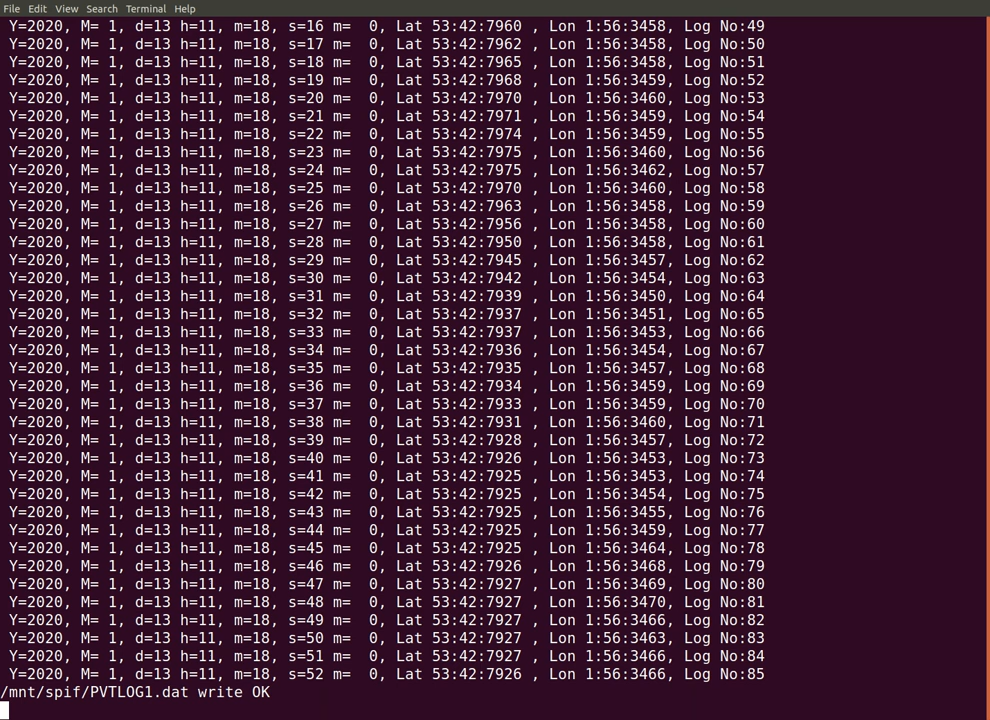 File Edit View Search Terminal Help
Y=2020, M= 1, d=13 h=11, m=18, s=16 m=  0, Lat 53:42:7960 , Lon 1:56:3458, Log No:49
Y=2020, M= 1, d=13 h=11, m=18, s=17 m=  0, Lat 53:42:7962 , Lon 1:56:3458, Log No:50
Y=2020, M= 1, d=13 h=11, m=18, s=18 m=  0, Lat 53:42:7965 , Lon 1:56:3458, Log No:51
Y=2020, M= 1, d=13 h=11, m=18, s=19 m=  0, Lat 53:42:7968 , Lon 1:56:3459, Log No:52
Y=2020, M= 1, d=13 h=11, m=18, s=20 m=  0, Lat 53:42:7970 , Lon 1:56:3460, Log No:53
Y=2020, M= 1, d=13 h=11, m=18, s=21 m=  0, Lat 53:42:7971 , Lon 1:56:3459, Log No:54
Y=2020, M= 1, d=13 h=11, m=18, s=22 m=  0, Lat 53:42:7974 , Lon 1:56:3459, Log No:55
Y=2020, M= 1, d=13 h=11, m=18, s=23 m=  0, Lat 53:42:7975 , Lon 1:56:3460, Log No:56
Y=2020, M= 1, d=13 h=11, m=18, s=24 m=  0, Lat 53:42:7975 , Lon 1:56:3462, Log No:57
Y=2020, M= 1, d=13 h=11, m=18, s=25 m=  0, Lat 53:42:7970 , Lon 1:56:3460, Log No:58
Y=2020, M= 1, d=13 h=11, m=18, s=26 m=  0, Lat 53:42:7963 , Lon 1:56:3458, Log No:59
Y=2020, M= 1, d=13 h=11, m=18, s=27 m=  0, Lat 53:42:7956 , Lon 1:56:3458, Log No:60
Y=2020, M= 1, d=13 h=11, m=18, s=28 m=  0, Lat 53:42:7950 , Lon 1:56:3458, Log No:61
Y=2020, M= 1, d=13 h=11, m=18, s=29 m=  0, Lat 53:42:7945 , Lon 1:56:3457, Log No:62
Y=2020, M= 1, d=13 h=11, m=18, s=30 m=  0, Lat 53:42:7942 , Lon 1:56:3454, Log No:63
Y=2020, M= 1, d=13 h=11, m=18, s=31 m=  0, Lat 53:42:7939 , Lon 1:56:3450, Log No:64
Y=2020, M= 1, d=13 h=11, m=18, s=32 m=  0, Lat 53:42:7937 , Lon 1:56:3451, Log No:65
Y=2020, M= 1, d=13 h=11, m=18, s=33 m=  0, Lat 53:42:7937 , Lon 1:56:3453, Log No:66
Y=2020, M= 1, d=13 h=11, m=18, s=34 m=  0, Lat 53:42:7936 , Lon 1:56:3454, Log No:67
Y=2020, M= 1, d=13 h=11, m=18, s=35 m=  0, Lat 53:42:7935 , Lon 1:56:3457, Log No:68
Y=2020, M= 1, d=13 h=11, m=18, s=36 m=  0, Lat 53:42:7934 , Lon 1:56:3459, Log No:69
Y=2020, M= 1, d=13 h=11, m=18, s=37 m=  0, Lat 53:42:7933 , Lon 1:56:3459, Log No:70
Y=2020, M= 1, d=13 h=11, m=18, s=38 m=  0, Lat 53:42:7931 , Lon 1:56:3460, Log No:71
Y=2020, M= 1, d=13 h=11, m=18, s=39 m=  0, Lat 53:42:7928 , Lon 1:56:3457, Log No:72
Y=2020, M= 1, d=13 h=11, m=18, s=40 m=  0, Lat 53:42:7926 , Lon 1:56:3453, Log No:73
Y=2020, M= 1, d=13 h=11, m=18, s=41 m=  0, Lat 53:42:7925 , Lon 1:56:3453, Log No:74
Y=2020, M= 1, d=13 h=11, m=18, s=42 m=  0, Lat 53:42:7925 , Lon 1:56:3454, Log No:75
Y=2020, M= 1, d=13 h=11, m=18, s=43 m=  0, Lat 53:42:7925 , Lon 1:56:3455, Log No:76
Y=2020, M= 1, d=13 h=11, m=18, s=44 m=  0, Lat 53:42:7925 , Lon 1:56:3459, Log No:77
Y=2020, M= 1, d=13 h=11, m=18, s=45 m=  0, Lat 53:42:7925 , Lon 1:56:3464, Log No:78
Y=2020, M= 1, d=13 h=11, m=18, s=46 m=  0, Lat 53:42:7926 , Lon 1:56:3468, Log No:79
Y=2020, M= 1, d=13 h=11, m=18, s=47 m=  0, Lat 53:42:7927 , Lon 1:56:3469, Log No:80
Y=2020, M= 1, d=13 h=11, m=18, s=48 m=  0, Lat 53:42:7927 , Lon 1:56:3470, Log No:81
Y=2020, M= 1, d=13 h=11, m=18, s=49 m=  0, Lat 53:42:7927 , Lon 1:56:3466, Log No:82
Y=2020, M= 1, d=13 h=11, m=18, s=50 m=  0, Lat 53:42:7927 , Lon 1:56:3463, Log No:83
Y=2020, M= 1, d=13 h=11, m=18, s=51 m=  0, Lat 53:42:7927 , Lon 1:56:3466, Log No:84
Y=2020, M= 1, d=13 h=11, m=18, s=52 m=  0, Lat 53:42:7926 , Lon 1:56:3466, Log No:85
/mnt/spif/PVTLOG1.dat write OK